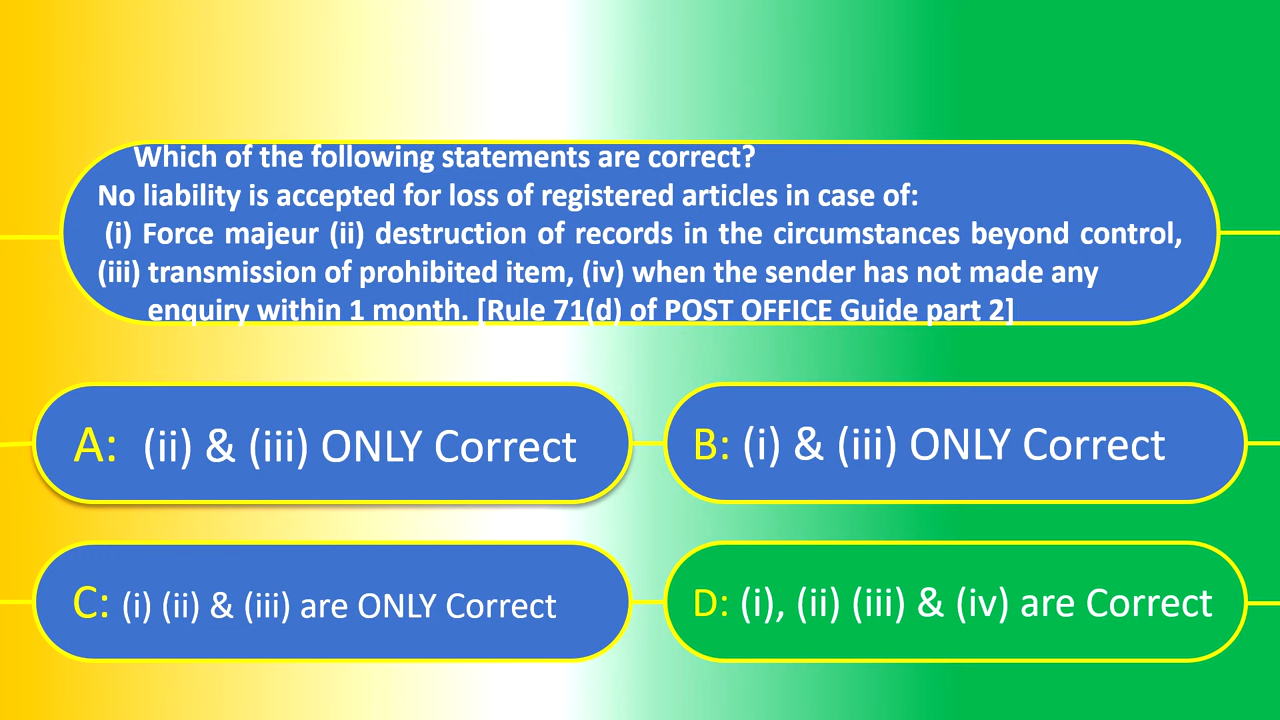 Which of the following statements are correct?
No liability is accepted for loss of registered articles in case of:
(i) Force majeur (ii) destruction of records in the circumstances beyond control,
(iii) transmission of prohibited item, (iv) when the sender has not made any
enquiry within 1 month. [Rule 71(d) of POST OFFICE Guide part 2]
A: (ii) & (iii) ONLY Correct
B: (i) & (iii) ONLY Correct
C: (i) (ii) & (iii) are ONLY Correct
D: (i), (ii) (iii) & (iv) are Correct